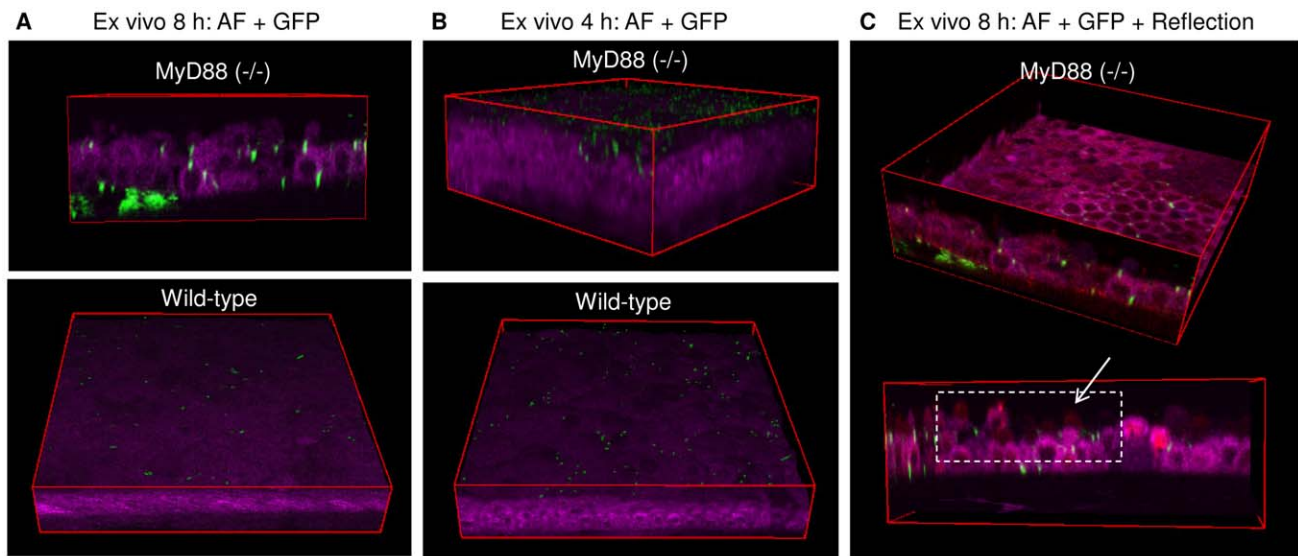 A Ex vivo 8 h: AF + GFP
MyD88 (-/-)
Wild-type
B Ex vivo 4 h: AF + GFP
MyD88 (-/-)
Wild-type
C Ex vivo 8 h: AF + GFP + Reflection
MyD88 (-/-)